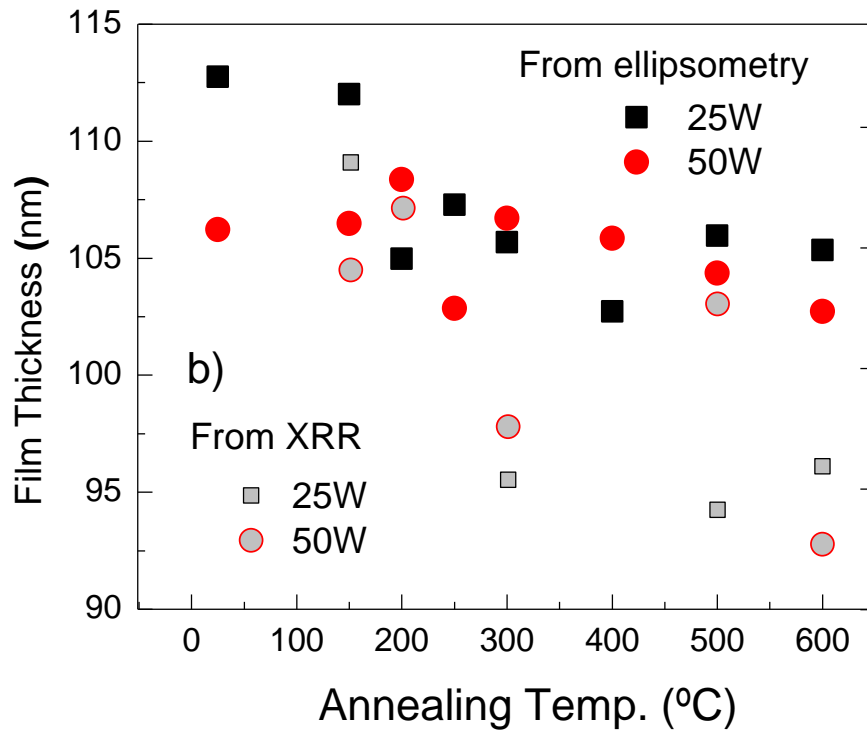 115
110
105
100
95
90
Film Thickness (nm)
From ellipsometry
25W
50W
b)
From XRR
25W
50W
0 100 200 300 400 500 600
Annealing Temp. (ºC)